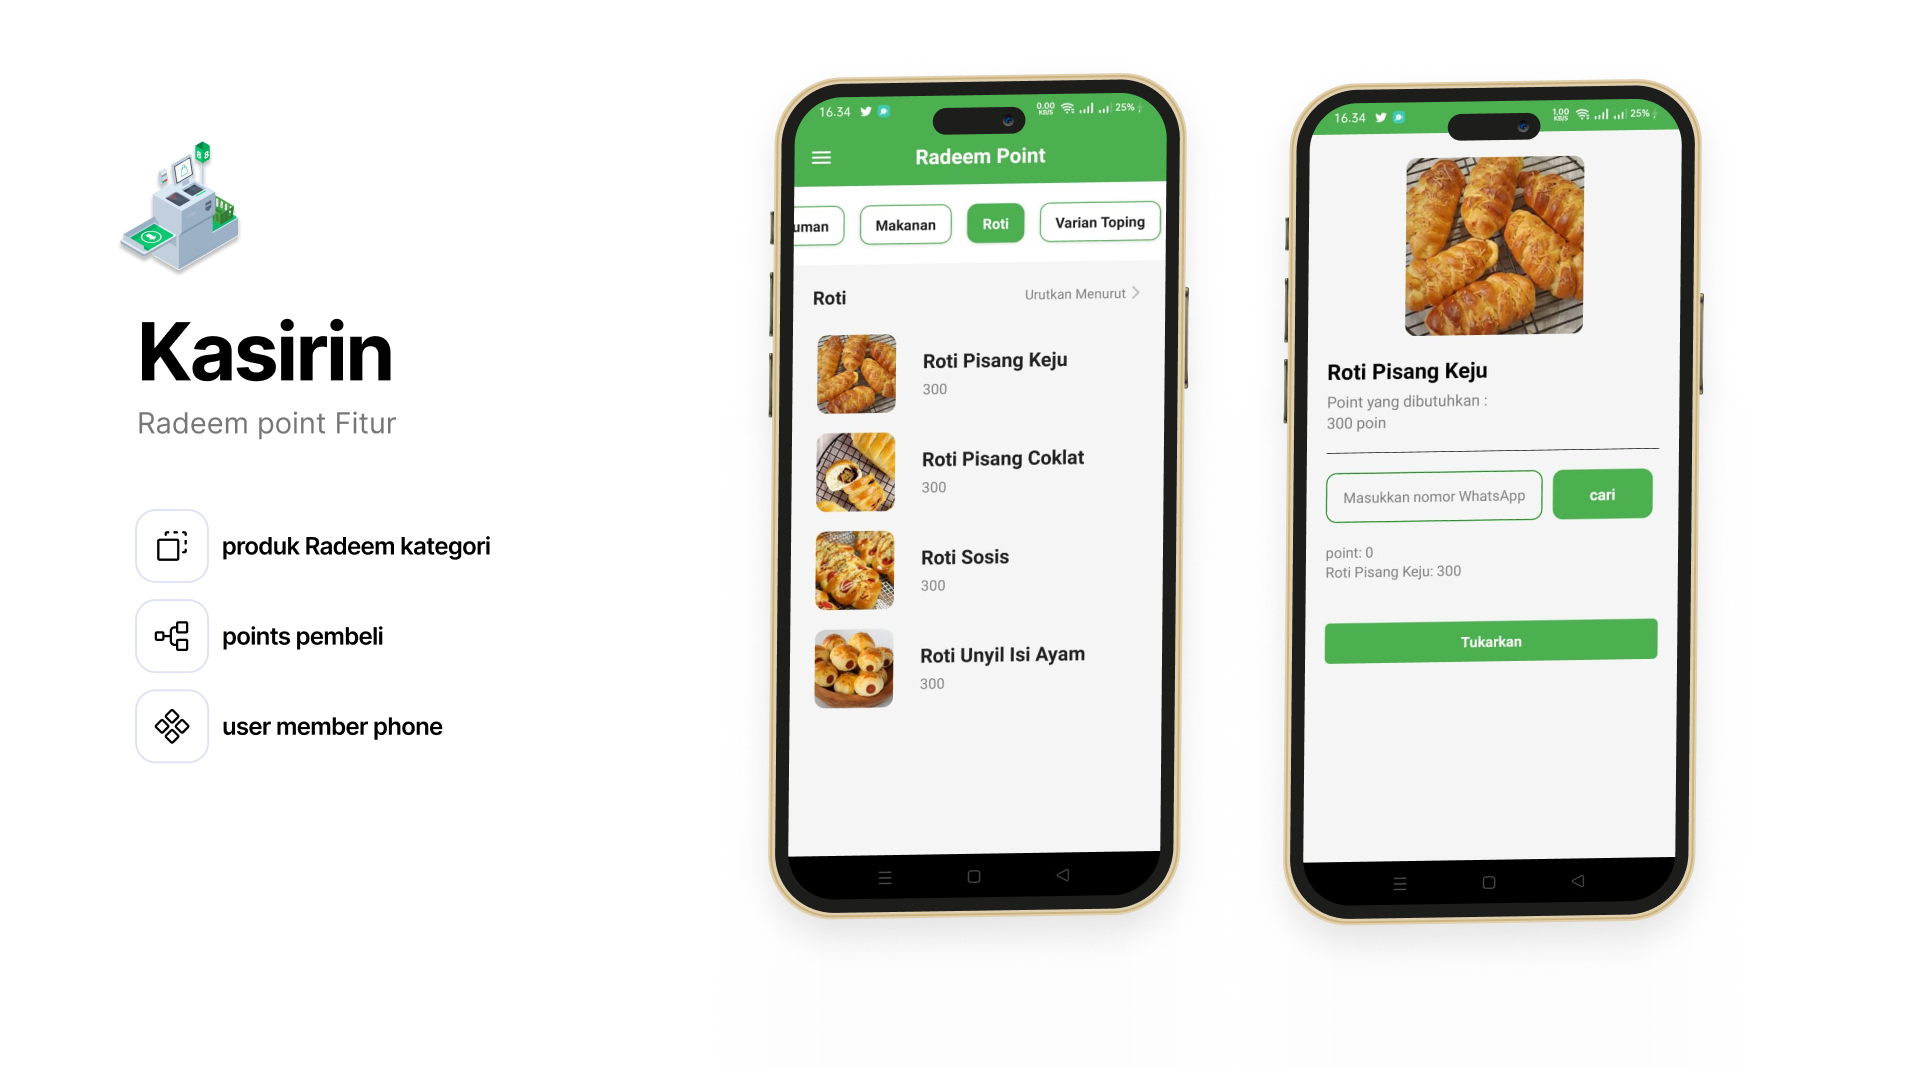 Kasirin
Radeem point Fitur
produk Radeem kategori
points pembeli
user member phone
16.34
0.00
KB/S
25%
Radeem Point
uman
Makanan
Roti
Varian Toping
Roti
Urutkan Menurut
Roti Pisang Keju
300
Roti Pisang Coklat
300
Roti Sosis
300
Roti Unyil Isi Ayam
300
16.34
1.00
KB/S
25%
Roti Pisang Keju
Point yang dibutuhkan :
300 poin
Masukkan nomor WhatsApp
cari
point: 0
Roti Pisang Keju: 300
Tukarkan